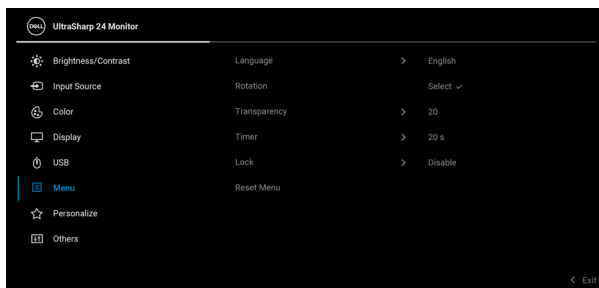 DELL UltraSharp 24 Monitor
Brightness/Contrast Language > English
Input Source Rotation Select ✓
Color Transparency > 20
Display Timer > 20 s
USB Lock > Disable
Menu Reset Menu
Personalize
Others
< Exit